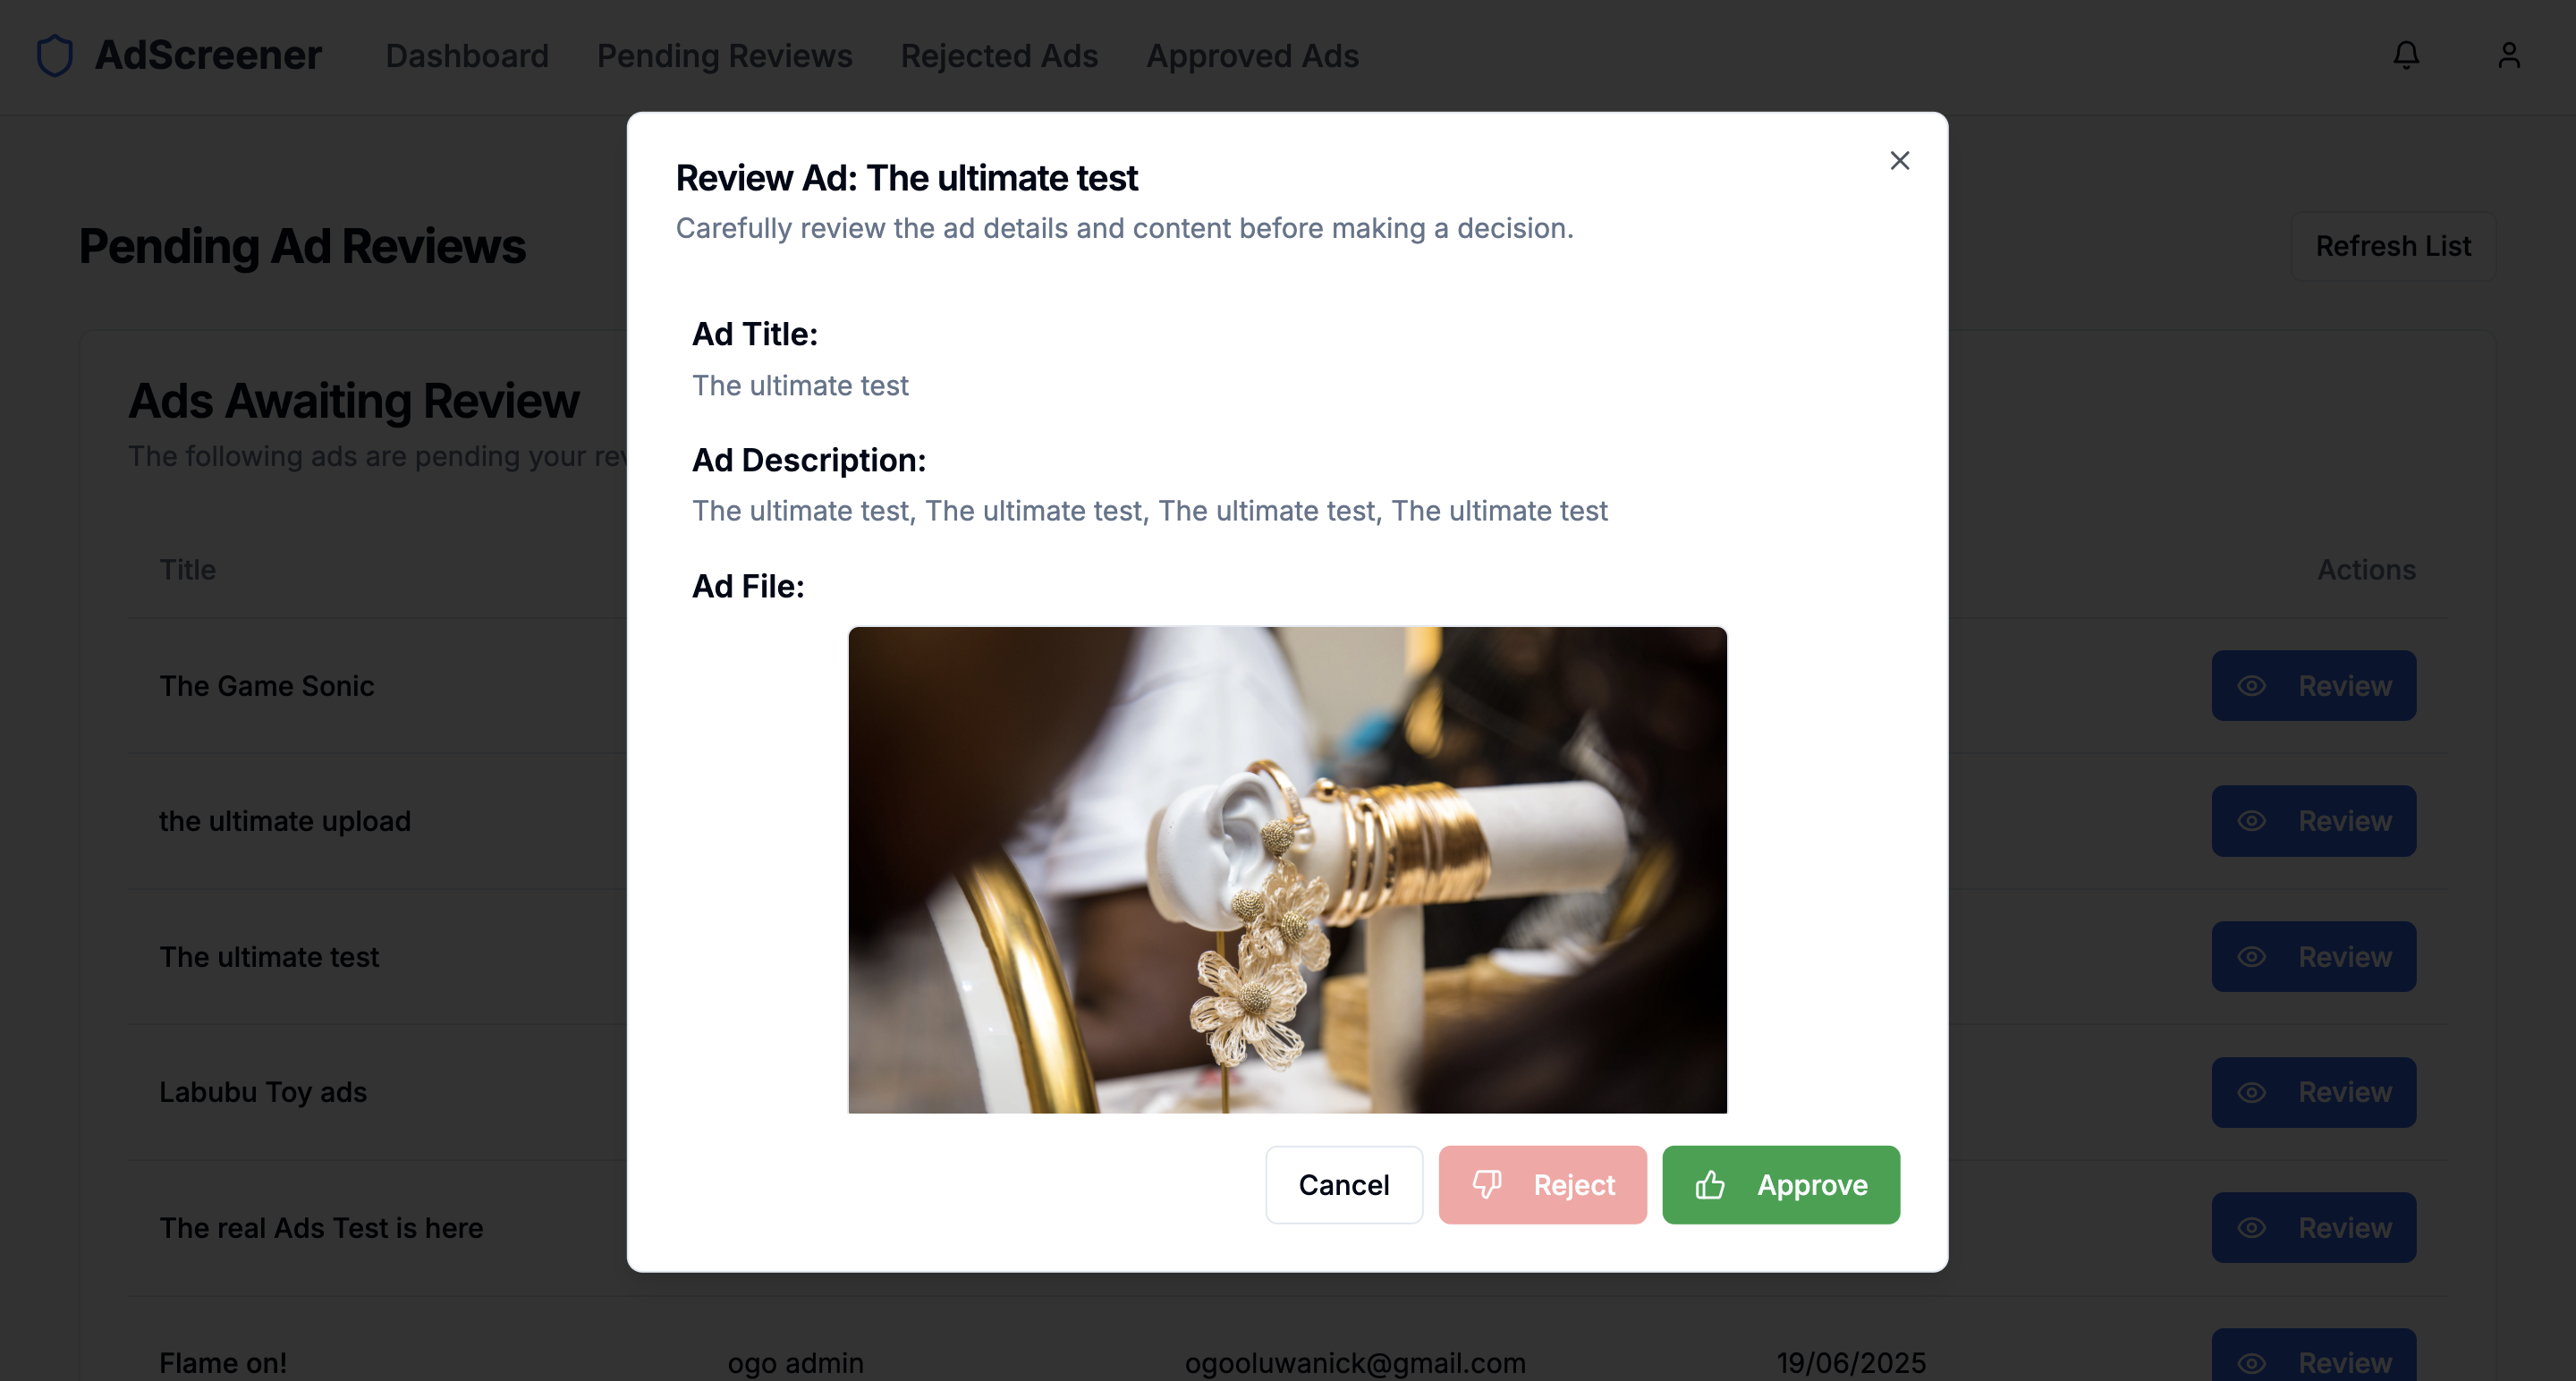 AdScreener Dashboard Pending Reviews Rejected Ads Approved Ads
Review Ad: The ultimate test
Carefully review the ad details and content before making a decision.
Pending Ad Reviews
Refresh List
Ad Title:
The ultimate test
Ads Awaiting Review
The following ads are pending your
Ad Description:
The ultimate test, The ultimate test, The ultimate test, The ultimate test
Title
Actions
Ad File:
The Game Sonic
Review
the ultimate upload
Review
The ultimate test
Review
Labubu Toy ads
Review
Cancel
Reject
Approve
The real Ads Test is here
Review
Flame on! ogo admin ogooluwanick@gmail.com 19/06/2025 Review